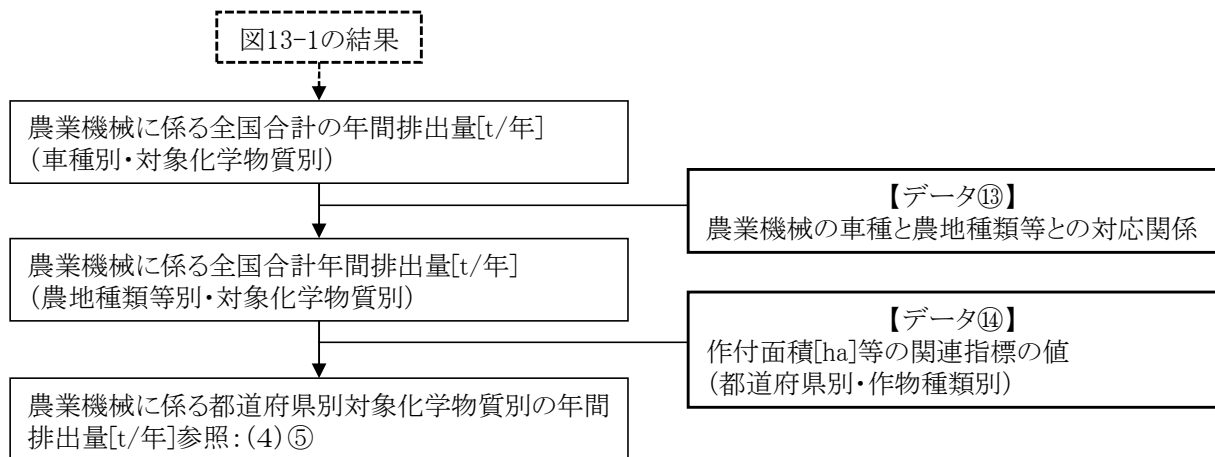 図13-1の結果
農業機械に係る全国合計の年間排出量[t/年]
(車種別・対象化学物質別)
【データ⑬】
農業機械の車種と農地種類等との対応関係
農業機械に係る全国合計年間排出量[t/年]
(農地種類等別・対象化学物質別)
【データ⑭】
作付面積[ha]等の関連指標の値
(都道府県別・作物種類別)
農業機械に係る都道府県別対象化学物質別の年間
排出量[t/年]参照:(4)⑤